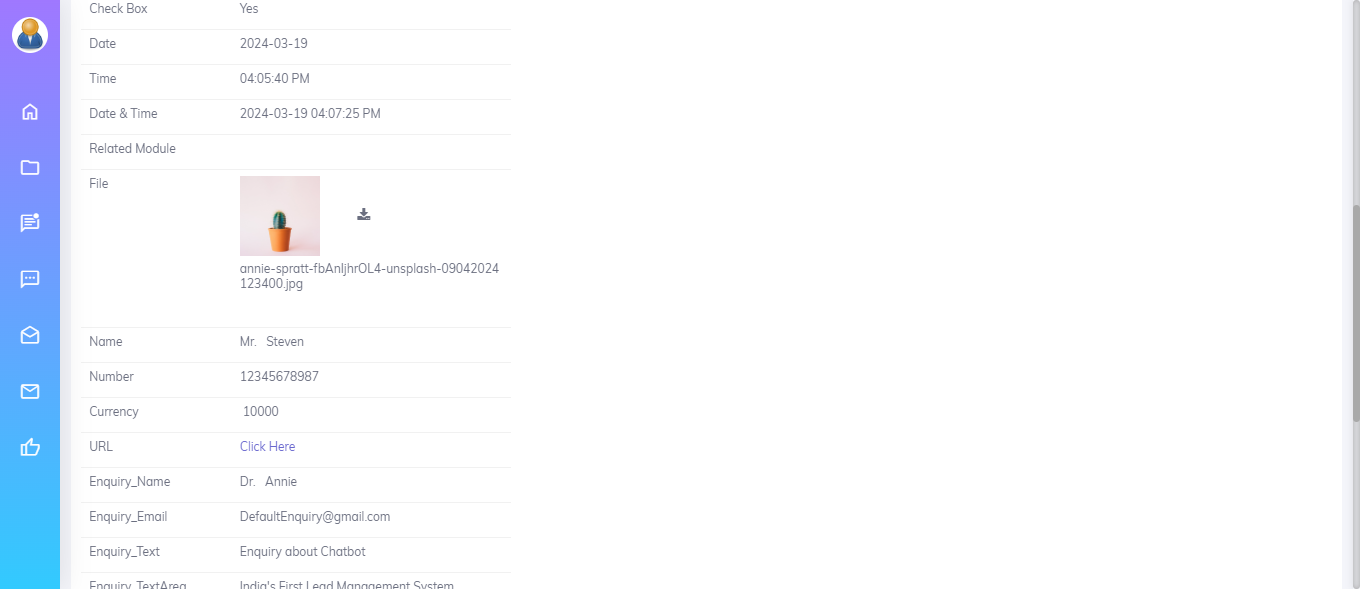 Check Box Yes
Date 2024-03-19
Time 04:05:40 PM
Date & Time 2024-03-19 04:07:25 PM
Related Module
File
annie-spratt-fbAnIjhrOL4-unsplash-09042024
123400.jpg
Name Mr. Steven
Number 12345678987
Currency 10000
URL Click Here
Enquiry_Name Dr. Annie
Enquiry_Email DefaultEnquiry@gmail.com
Enquiry_Text Enquiry about Chatbot
Enquiry_TextArea India's First Lead Management System